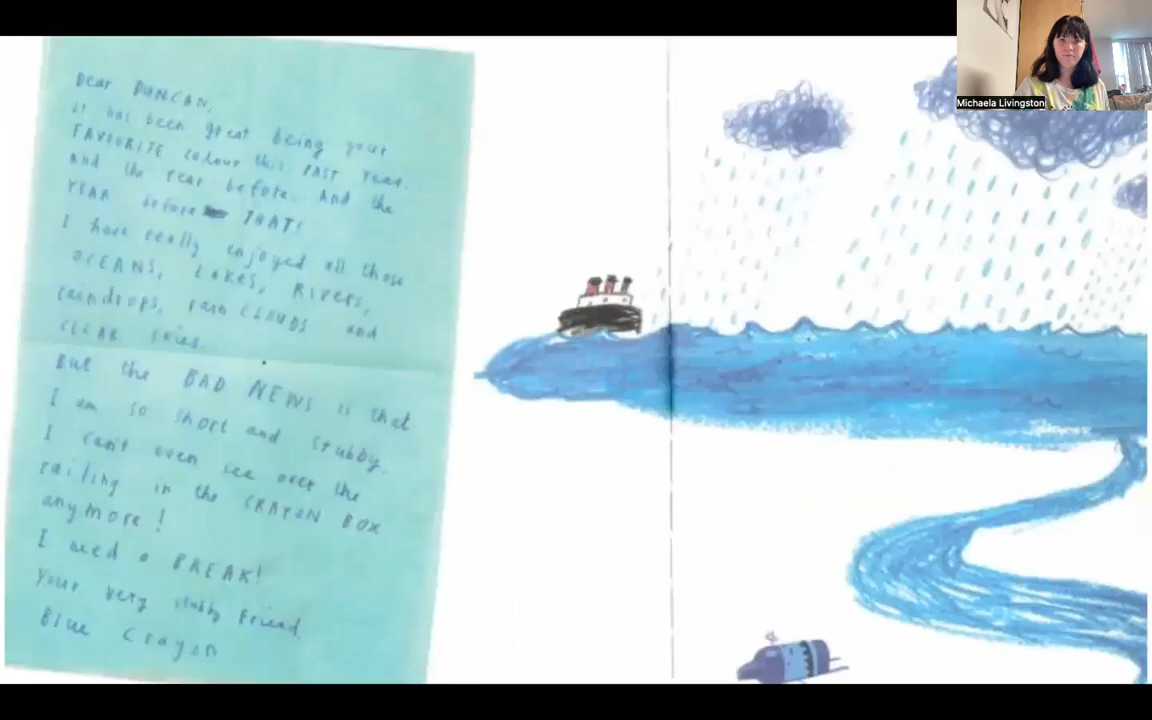 Dear DUNCAN,
it has been great being your
FAVOURITE colour this PAST year.
and the year before. And the
YEAR before THAT!
I have really enjoyed all those
OCEANS, Lakes, Rivers,
raindrops, rain CLOUDS and
CLEAR skies.
But the BAD NEWS is that
I am so short and stubby,
I can't even see over the
railing in the CRAYON BOX
anymore!
I need a BREAK!
Your very stubby friend,
Blue Crayon
Michaela Livingston